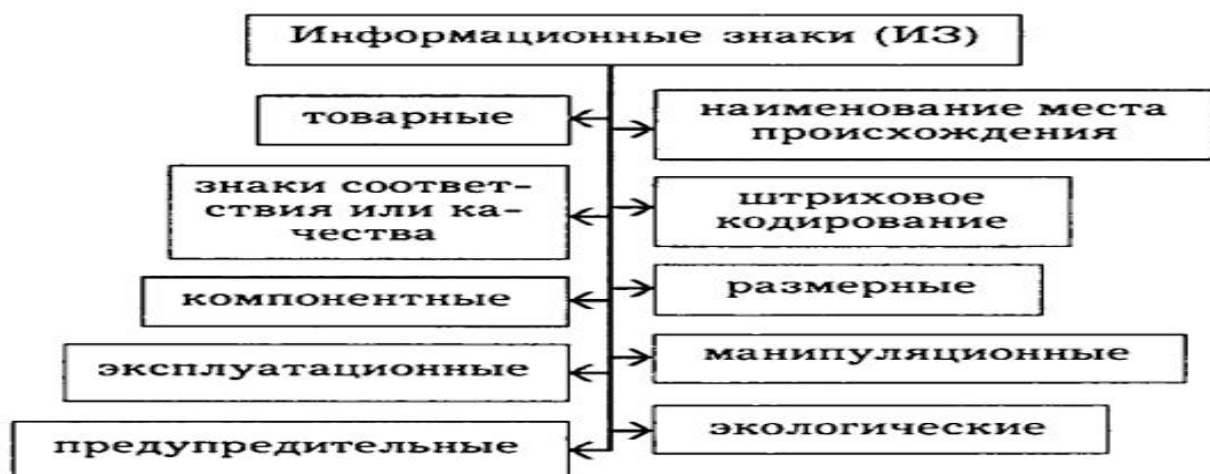 Информационные знаки (ИЗ)
товарные
наименование места
происхождения
знаки соответ-
ствия или ка-
чества
штриховое
кодирование
компонентные
размерные
эксплуатационные
манипуляционные
предупредительные
экологические